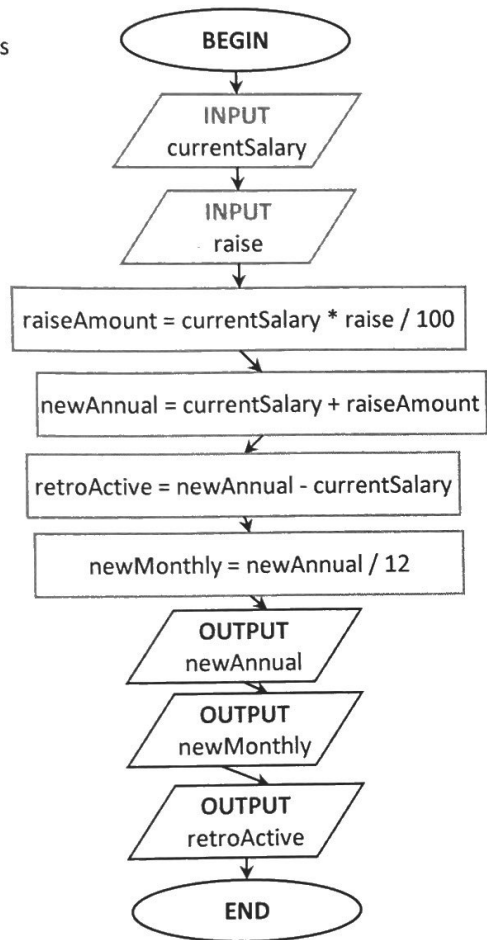 s
BEGIN
INPUT
currentSalary
INPUT
raise
raiseAmount = currentSalary * raise / 100
newAnnual = currentSalary + raiseAmount
retroActive = newAnnual - currentSalary
newMonthly = newAnnual / 12
OUTPUT
newAnnual
OUTPUT
newMonthly
OUTPUT
retroActive
END